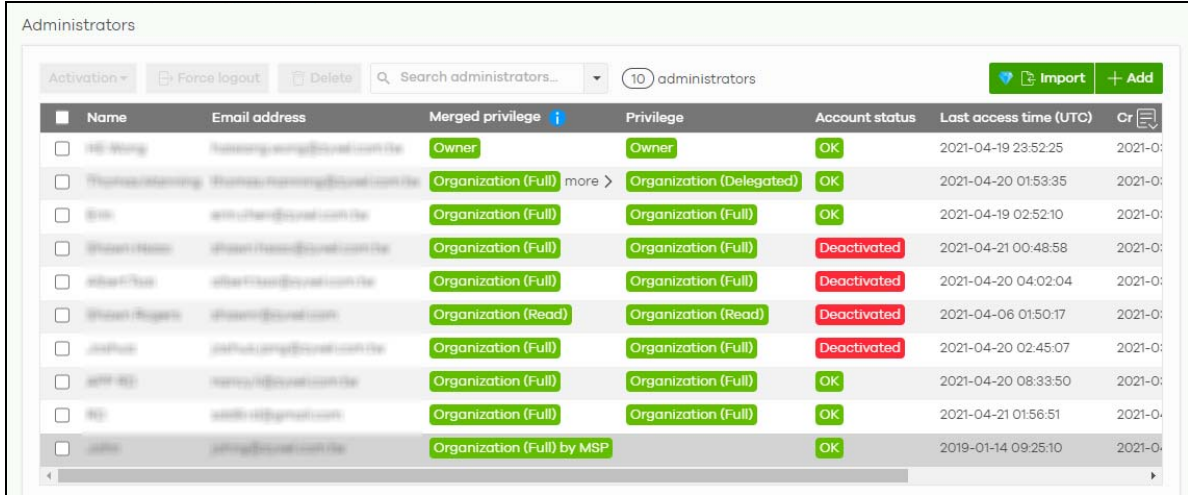 Administrators
Activation Force logout Delete Search administrators... 10 administrators Import + Add
Name Email address Merged privilege i Privilege Account status Last access time (UTC) Cr
Owner Owner OK 2021-04-19 23:52:25 2021-0
Organization (Full) more > Organization (Delegated) OK 2021-04-20 01:53:35 2021-0
Organization (Full) Organization (Full) OK 2021-04-19 02:52:10 2021-0
Organization (Full) Organization (Full) Deactivated 2021-04-21 00:48:58 2021-0
Organization (Full) Organization (Full) Deactivated 2021-04-20 04:02:04 2021-0
Organization (Read) Organization (Read) Deactivated 2021-04-06 01:50:17 2021-0
Organization (Full) Organization (Full) Deactivated 2021-04-20 02:45:07 2021-0
Organization (Full) Organization (Full) OK 2021-04-20 08:33:50 2021-0
Organization (Full) Organization (Full) OK 2021-04-21 01:56:51 2021-0
Organization (Full) by MSP OK 2019-01-14 09:25:10 2021-0